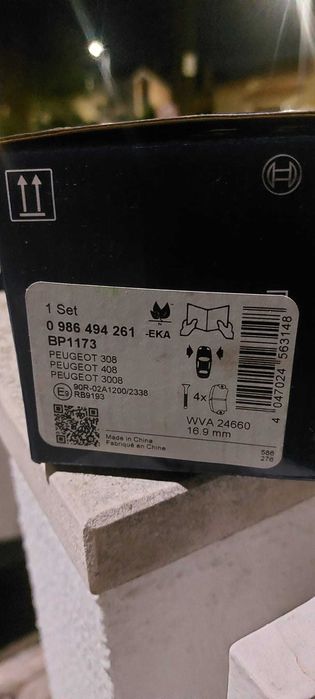 1 Set
0 986 494 261
-EKA
BP1173
PEUGEOT 308
PEUGEOT 408
PEUGEOT 3008
E9 90R-02A1200/2338
RB9193
4x
WVA 24660
16.9 mm
Made in China
Fabriqué en Chine
586
276
4 047024 563148